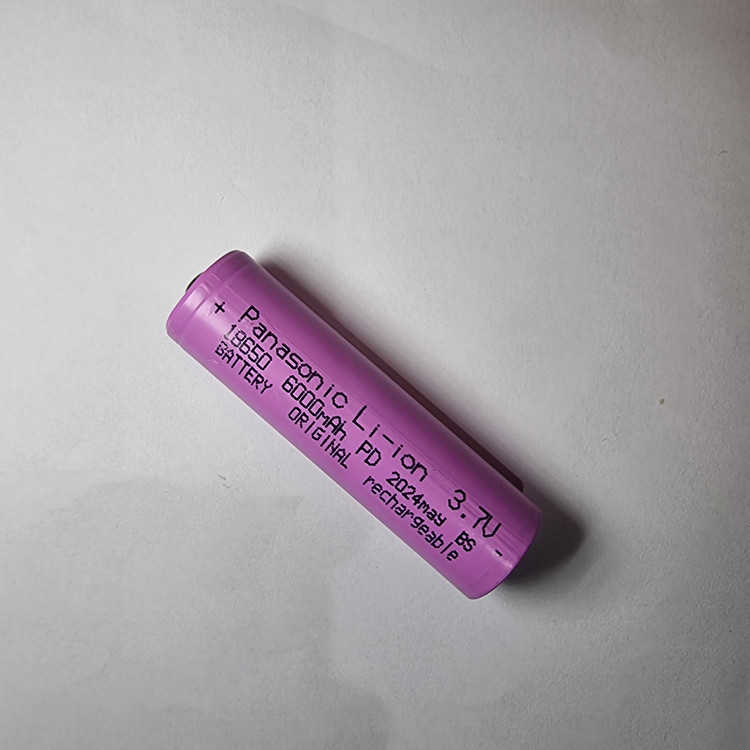 + Panasonic Li-ion 3.7V -
18650 6000mAh PD 2024may BS
BATTERY ORIGINAL rechargeable